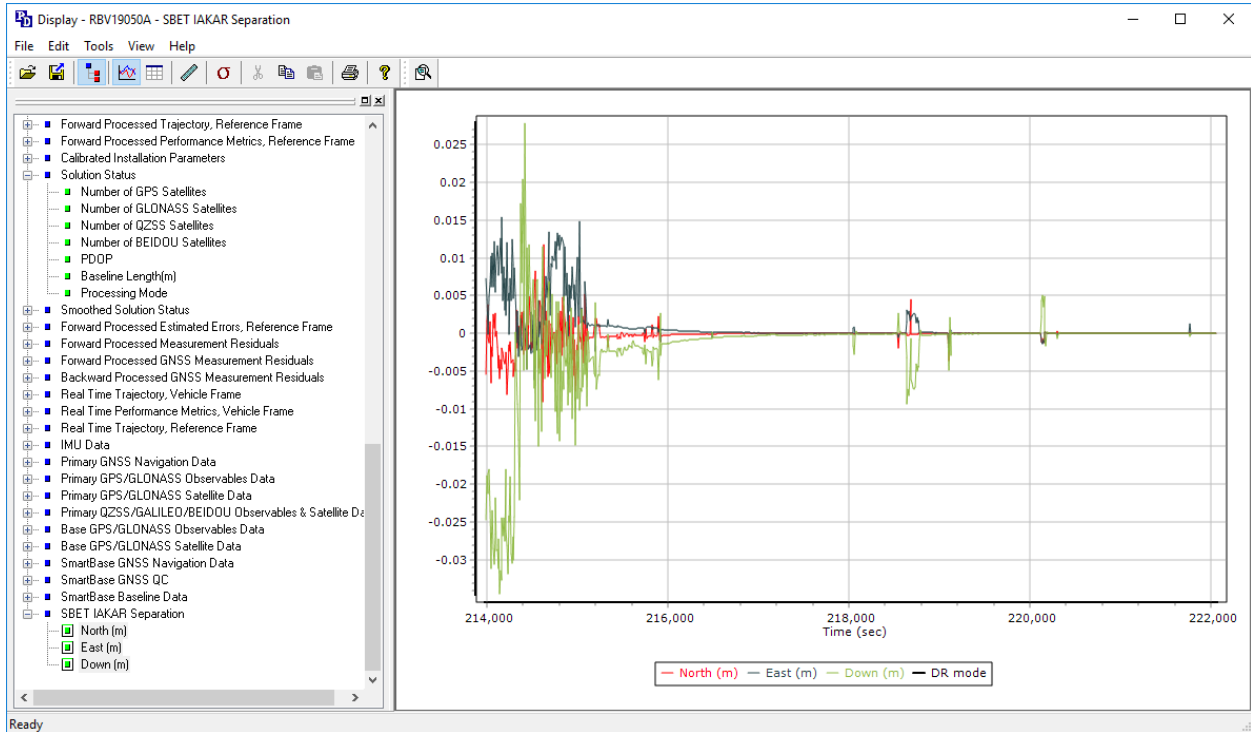 Display - RBV19050A - SBET IAKAR Separation
File Edit Tools View Help
σ
?
Forward Processed Trajectory, Reference Frame
Forward Processed Performance Metrics, Reference Frame
Calibrated Installation Parameters
Solution Status
Number of GPS Satellites
Number of GLONASS Satellites
Number of QZSS Satellites
Number of BEIDOU Satellites
PDOP
Baseline Length(m)
Processing Mode
Smoothed Solution Status
Forward Processed Estimated Errors, Reference Frame
Forward Processed Measurement Residuals
Forward Processed GNSS Measurement Residuals
Backward Processed GNSS Measurement Residuals
Real Time Trajectory, Vehicle Frame
Real Time Performance Metrics, Vehicle Frame
Real Time Trajectory, Reference Frame
IMU Data
Primary GNSS Navigation Data
Primary GPS/GLONASS Observables Data
Primary GPS/GLONASS Satellite Data
Primary QZSS/GALILEO/BEIDOU Observables & Satellite Da
Base GPS/GLONASS Observables Data
Base GPS/GLONASS Satellite Data
SmartBase GNSS Navigation Data
SmartBase GNSS QC
SmartBase Baseline Data
SBET IAKAR Separation
North (m)
East (m)
Down (m)
0.025
0.02
0.015
0.01
0.005
0
-0.005
-0.01
-0.015
-0.02
-0.025
-0.03
214,000 216,000 218,000 220,000 222,000
Time (sec)
North (m) East (m) Down (m) DR mode
Ready